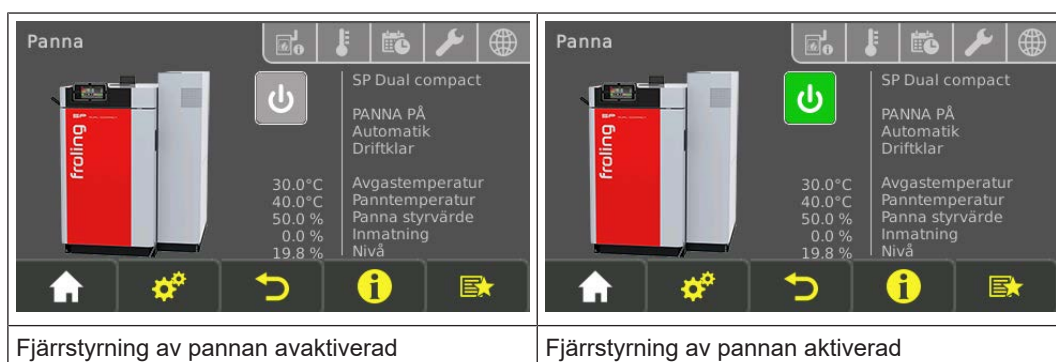 Panna
SP Dual compact
PANNA PÅ
Automatik
Driftklar
30.0°C Avgastemperatur
40.0°C Panntemperatur
50.0 % Panna styrvärde
0.0 % Inmatning
19.8 % Nivå
froling
SP
Fjärrstyrning av pannan avaktiverad
Panna
SP Dual compact
PANNA PÅ
Automatik
Driftklar
30.0°C Avgastemperatur
40.0°C Panntemperatur
50.0 % Panna styrvärde
0.0 % Inmatning
19.8 % Nivå
froling
SP
Fjärrstyrning av pannan aktiverad